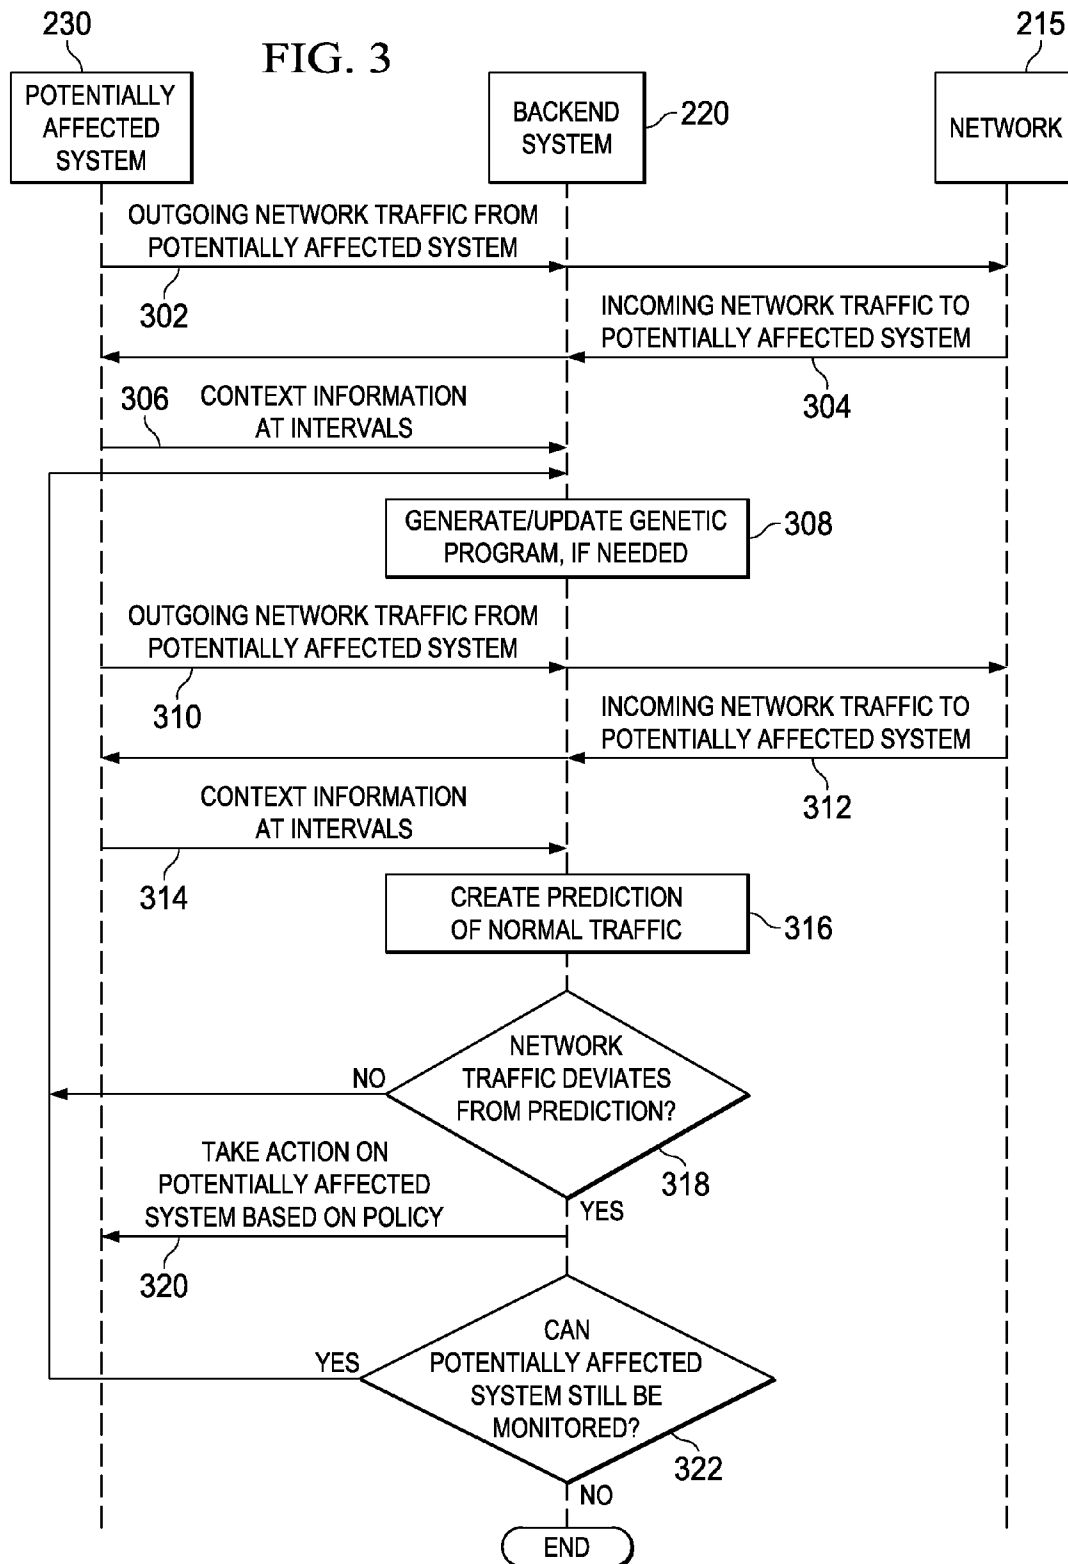 230
FIG. 3
215
POTENTIALLY
AFFECTED
SYSTEM
BACKEND
SYSTEM
220
NETWORK
OUTGOING NETWORK TRAFFIC FROM
POTENTIALLY AFFECTED SYSTEM
302
INCOMING NETWORK TRAFFIC TO
POTENTIALLY AFFECTED SYSTEM
304
306
CONTEXT INFORMATION
AT INTERVALS
GENERATE/UPDATE GENETIC
PROGRAM, IF NEEDED
308
OUTGOING NETWORK TRAFFIC FROM
POTENTIALLY AFFECTED SYSTEM
310
INCOMING NETWORK TRAFFIC TO
POTENTIALLY AFFECTED SYSTEM
312
CONTEXT INFORMATION
AT INTERVALS
314
CREATE PREDICTION
OF NORMAL TRAFFIC
316
NETWORK
TRAFFIC DEVIATES
FROM PREDICTION?
NO
318
YES
TAKE ACTION ON
POTENTIALLY AFFECTED
SYSTEM BASED ON POLICY
320
CAN
POTENTIALLY AFFECTED
SYSTEM STILL BE
MONITORED?
YES
322
NO
END